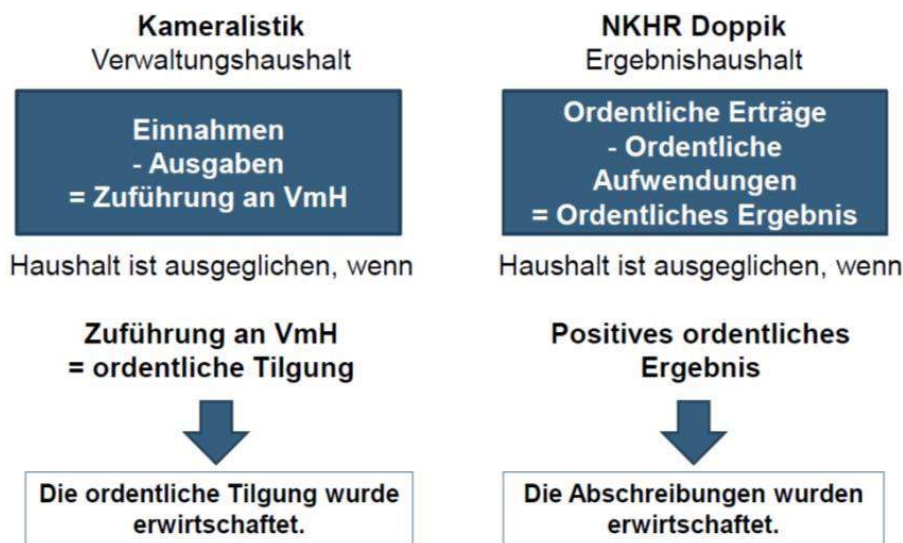 Kameralistik
Verwaltungshaushalt
Einnahmen
- Ausgaben
= Zuführung an VmH
Haushalt ist ausgeglichen, wenn
Zuführung an VmH
= ordentliche Tilgung
Die ordentliche Tilgung wurde
erwirtschaftet.
NKHR Doppik
Ergebnishaushalt
Ordentliche Erträge
- Ordentliche
Aufwendungen
= Ordentliches Ergebnis
Haushalt ist ausgeglichen, wenn
Positives ordentliches
Ergebnis
Die Abschreibungen wurden
erwirtschaftet.